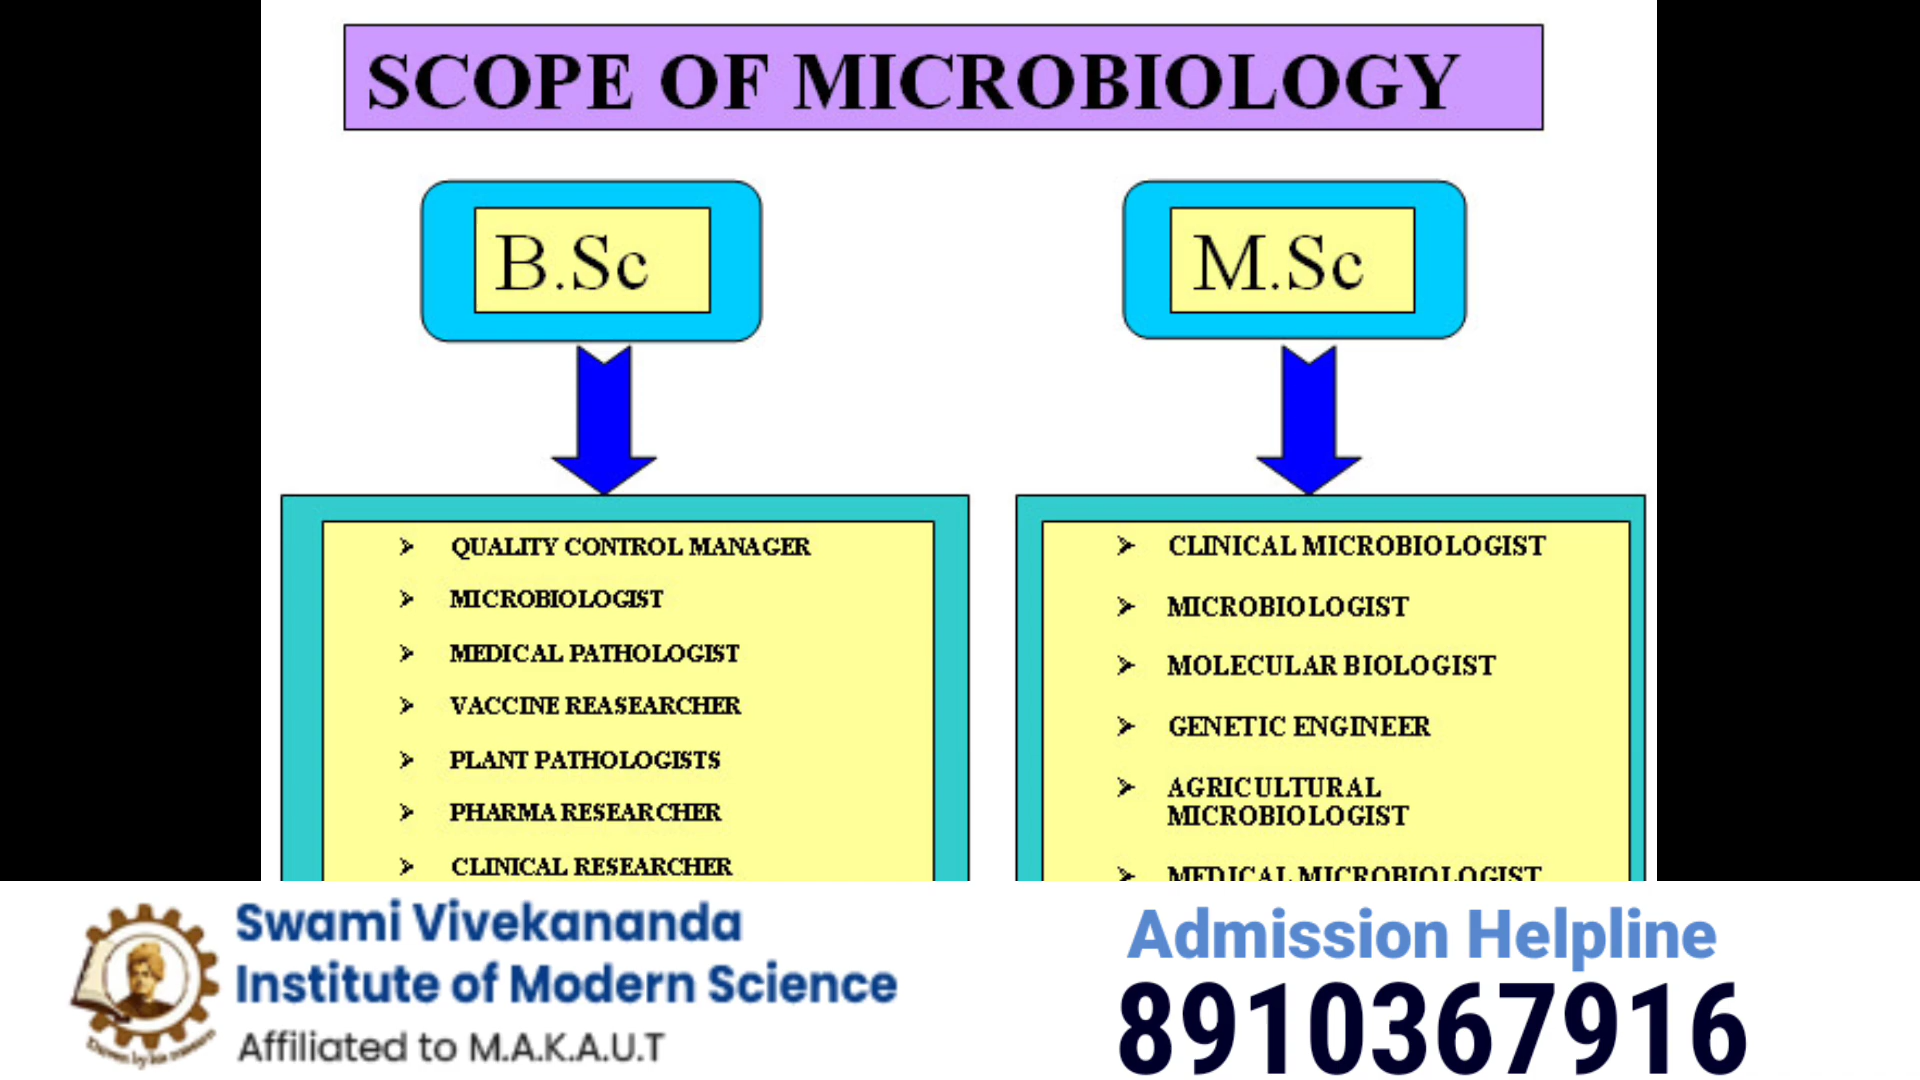 SCOPE OF MICROBIOLOGY
B.Sc
M.Sc
➢ QUALITY CONTROL MANAGER
➢ MICROBIOLOGIST
➢ MEDICAL PATHOLOGIST
➢ VACCINE REASEARCHER
➢ PLANT PATHOLOGISTS
➢ PHARMA RESEARCHER
➢ CLINICAL RESEARCHER
➢ CLINICAL MICROBIOLOGIST
➢ MICROBIOLOGIST
➢ MOLECULAR BIOLOGIST
➢ GENETIC ENGINEER
➢ AGRICULTURAL
MICROBIOLOGIST
➢ MEDICAL MICROBIOLOGIST
Swami Vivekananda
Institute of Modern Science
Affiliated to M.A.K.A.U.T
Admission Helpline
8910367916